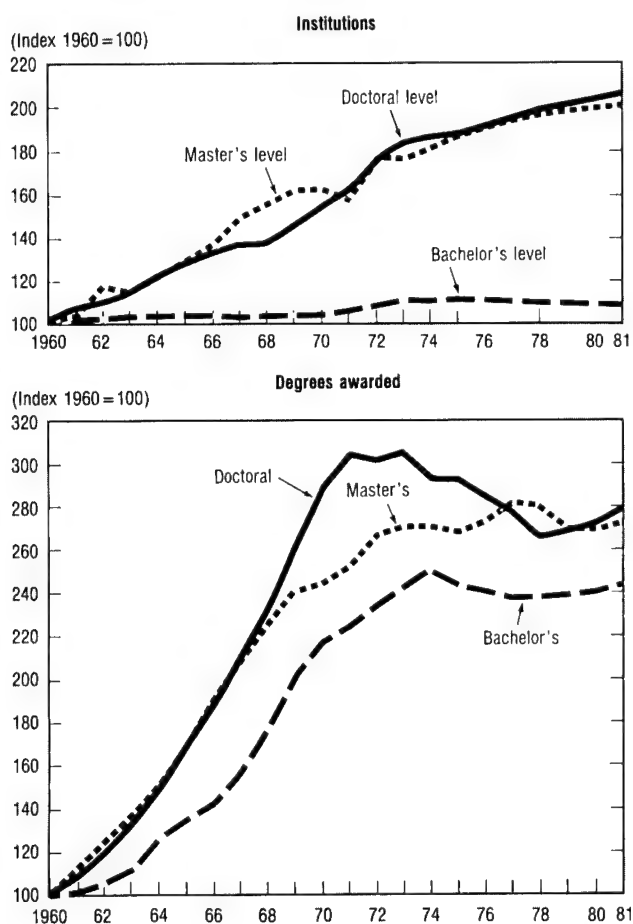 Institutions
(Index 1960=100)
220
200
180
160
140
120
100
Doctoral level
Master's level
Bachelor's level
1960 62 64 66 68 70 72 74 76 78 80 81
Degrees awarded
(Index 1960=100)
320
300
280
260
240
220
200
180
160
140
120
100
Doctoral
Master's
Bachelor's
1960 62 64 66 68 70 72 74 76 78 80 81